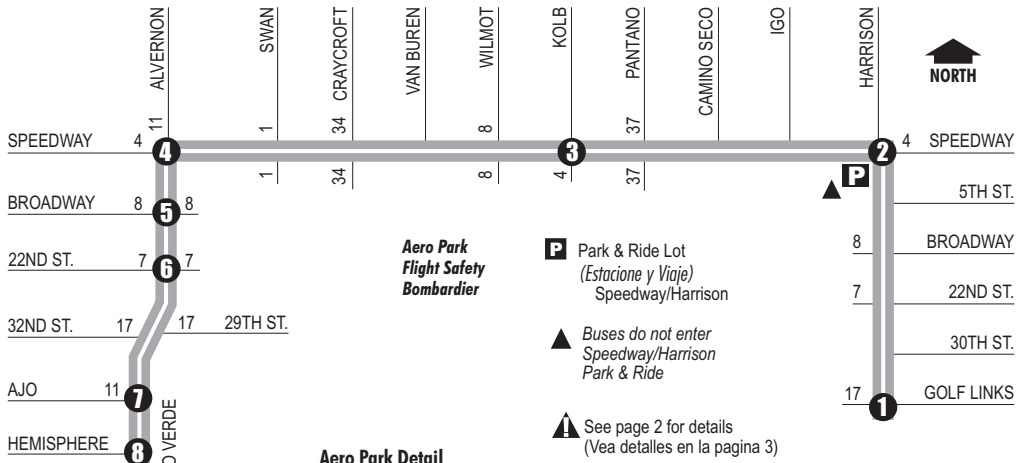 ALVERNON
SWAN
CRAYCROFT
VAN BUREN
WILMOT
KOLB
PANTANO
CAMINO SECO
IGO
HARRISON
NORTH
11
1
34
8
37
SPEEDWAY 4 4
3
2 4 SPEEDWAY
1
34
8
4
37
P
5TH ST.
BROADWAY 8 5 8
8 BROADWAY
22ND ST. 7 6 7
7 22ND ST.
32ND ST. 17
17 29TH ST.
30TH ST.
AJO 11 7
17 1 GOLF LINKS
HEMISPHERE 8
O VERDE
Aero Park
Flight Safety
Bombardier
P Park & Ride Lot
(Estacione y Viaje)
Speedway/Harrison
Buses do not enter
Speedway/Harrison
Park & Ride
See page 2 for details
(Vea detalles en la pagina 3)
Aero Park Detail